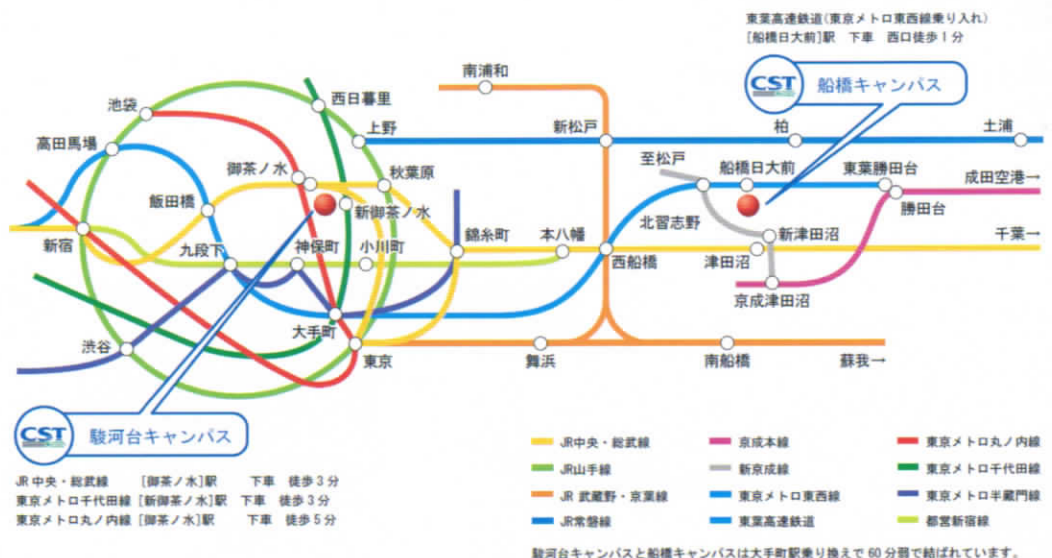 東葉高速鉄道(東京メトロ東西線乗り入れ)
[船橋日大前]駅 下車 西口徒歩1分
CST 船橋キャンパス
南浦和
池袋
西日暮里
上野
新松戸
柏
土浦
高田馬場
御茶ノ水
秋葉原
至松戸
船橋日大前
東葉勝田台
成田空港→
飯田橋
新御茶ノ水
北習志野
勝田台
新宿
九段下
神保町
小川町
錦糸町
本八幡
西船橋
新津田沼
津田沼
千葉→
京成津田沼
大手町
渋谷
東京
舞浜
南船橋
蘇我→
CST 駿河台キャンパス
JR中央・総武線 [御茶ノ水]駅 下車 徒歩3分
東京メトロ千代田線 [新御茶ノ水]駅 下車 徒歩3分
東京メトロ丸ノ内線 [御茶ノ水]駅 下車 徒歩5分
JR中央・総武線
JR山手線
JR 武蔵野・京葉線
JR常磐線
京成本線
新京成線
東京メトロ東西線
東葉高速鉄道
東京メトロ丸ノ内線
東京メトロ千代田線
東京メトロ半蔵門線
都営新宿線
駿河台キャンパスと船橋キャンパスは大手町駅乗り換えで60分弱で結ばれています。